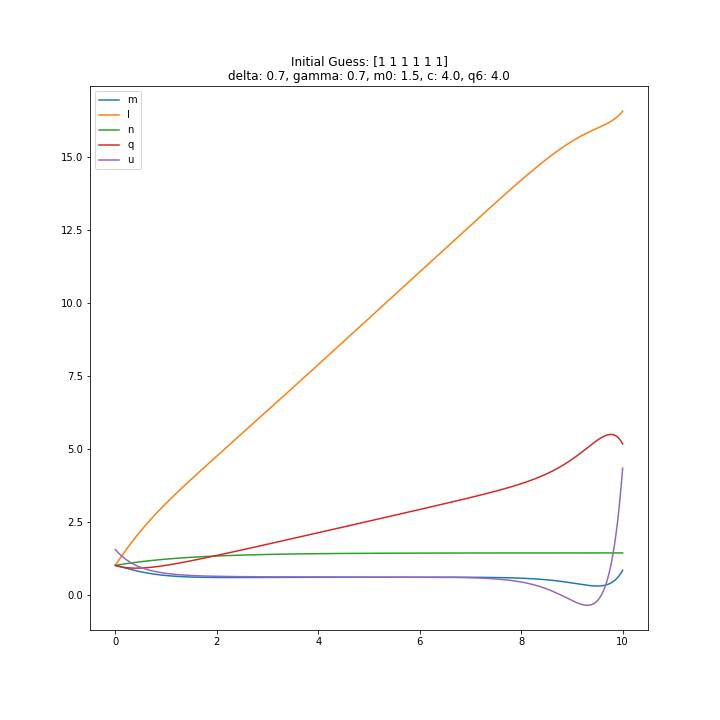 Initial Guess: [1 1 1 1 1 1]
delta: 0.7, gamma: 0.7, m0: 1.5, c: 4.0, q6: 4.0
m
l
n
q
u
15.0
12.5
10.0
7.5
5.0
2.5
0.0
0 2 4 6 8 10